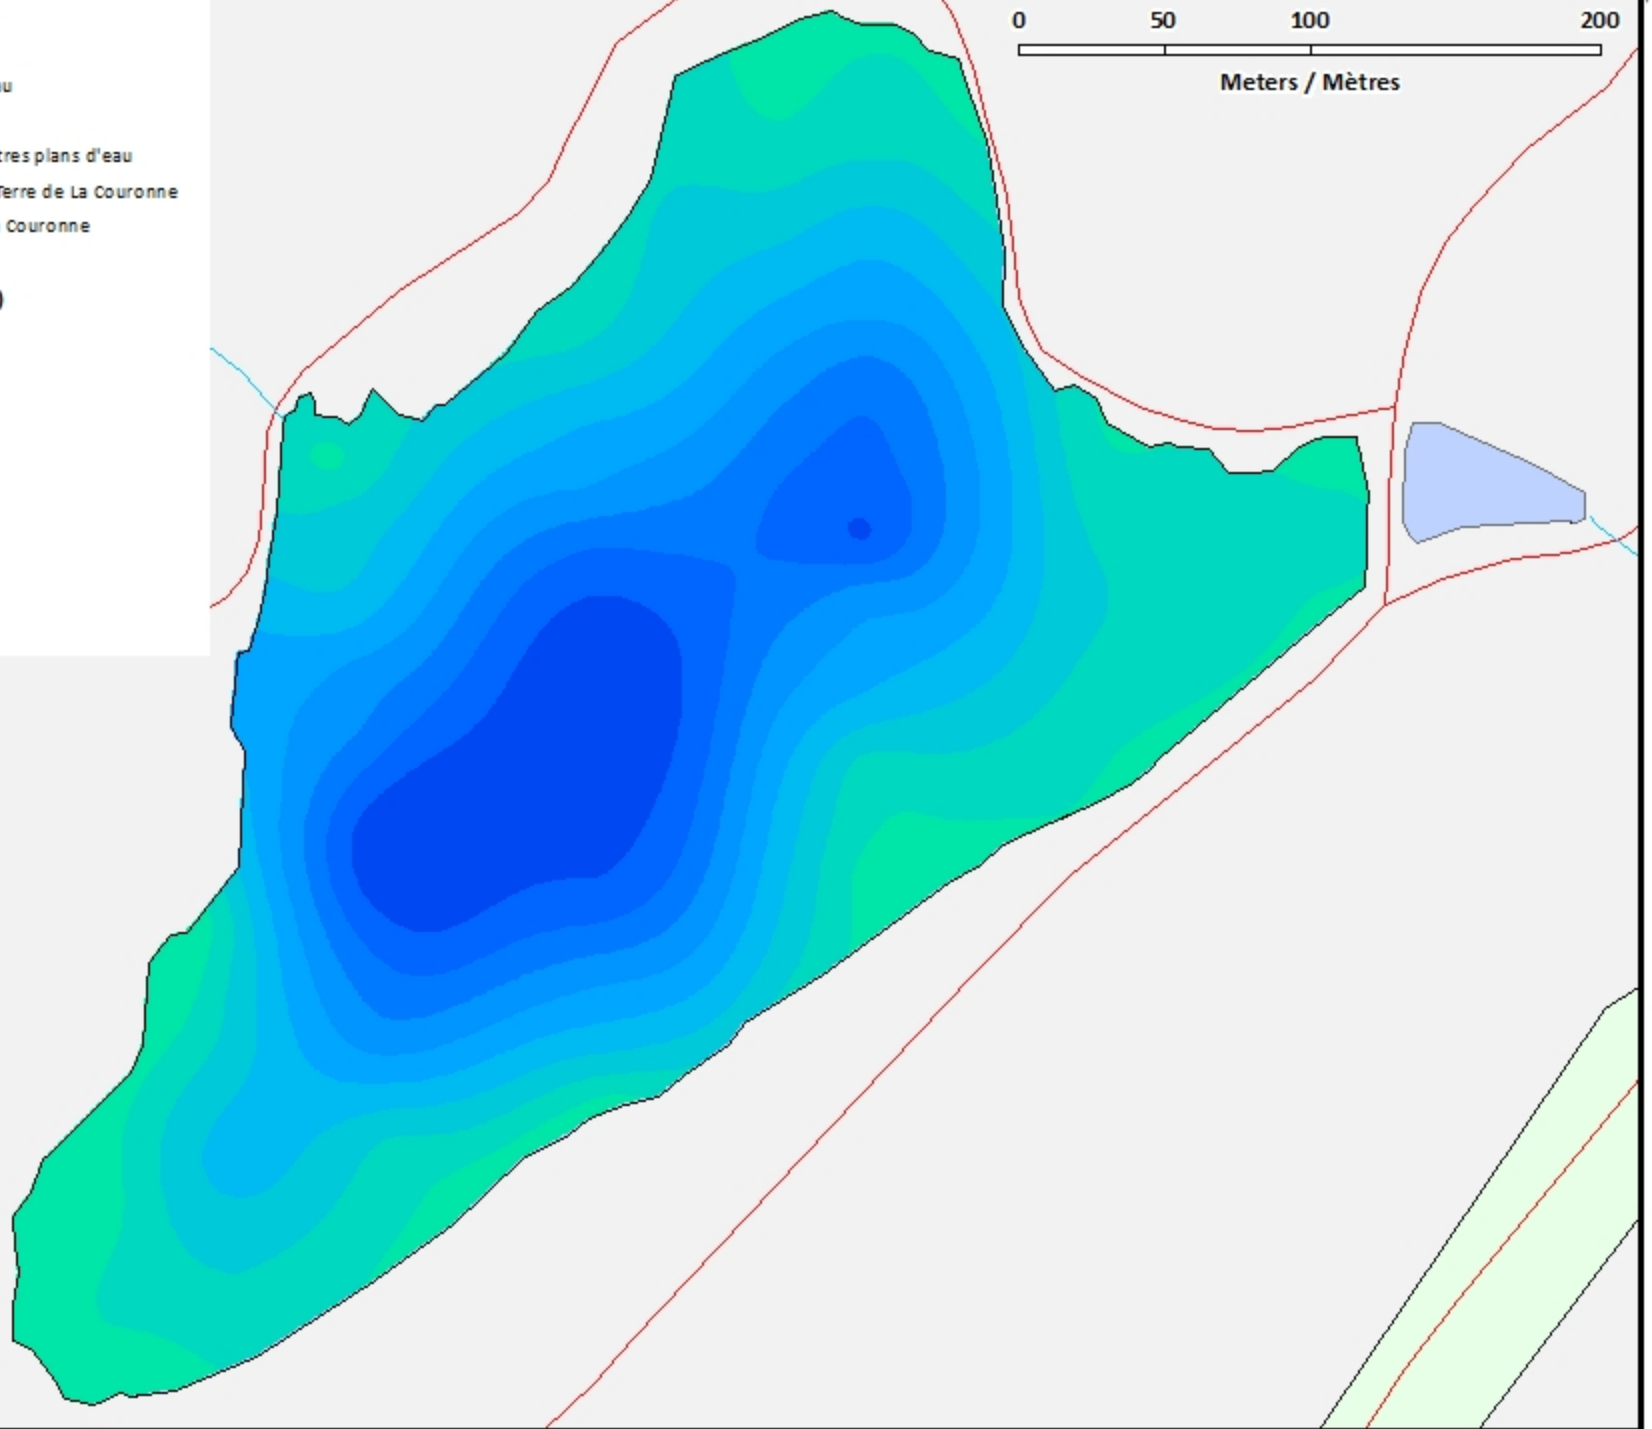 0 50 100 200
Meters / Mètres
tres plans d'eau
Terre de La Couronne
Couronne